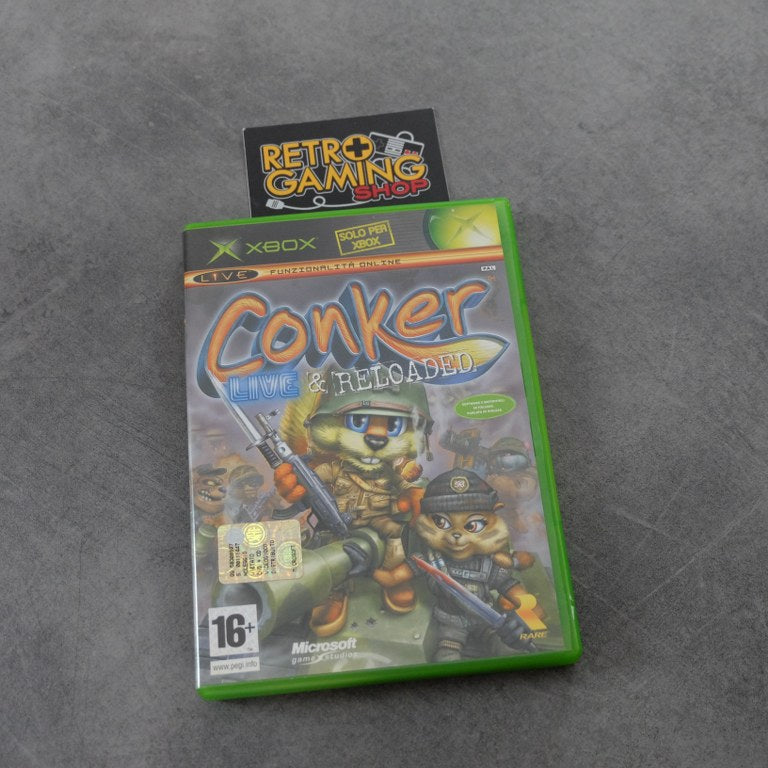 RETRO
GAMING
SHOP
XBOX
SOLO PER
XBOX
LIVE FUNZIONALITÀ ONLINE
PAL
Conker
LIVE & RELOADED
16+
www.pegi.info
Microsoft
game studios
RARE